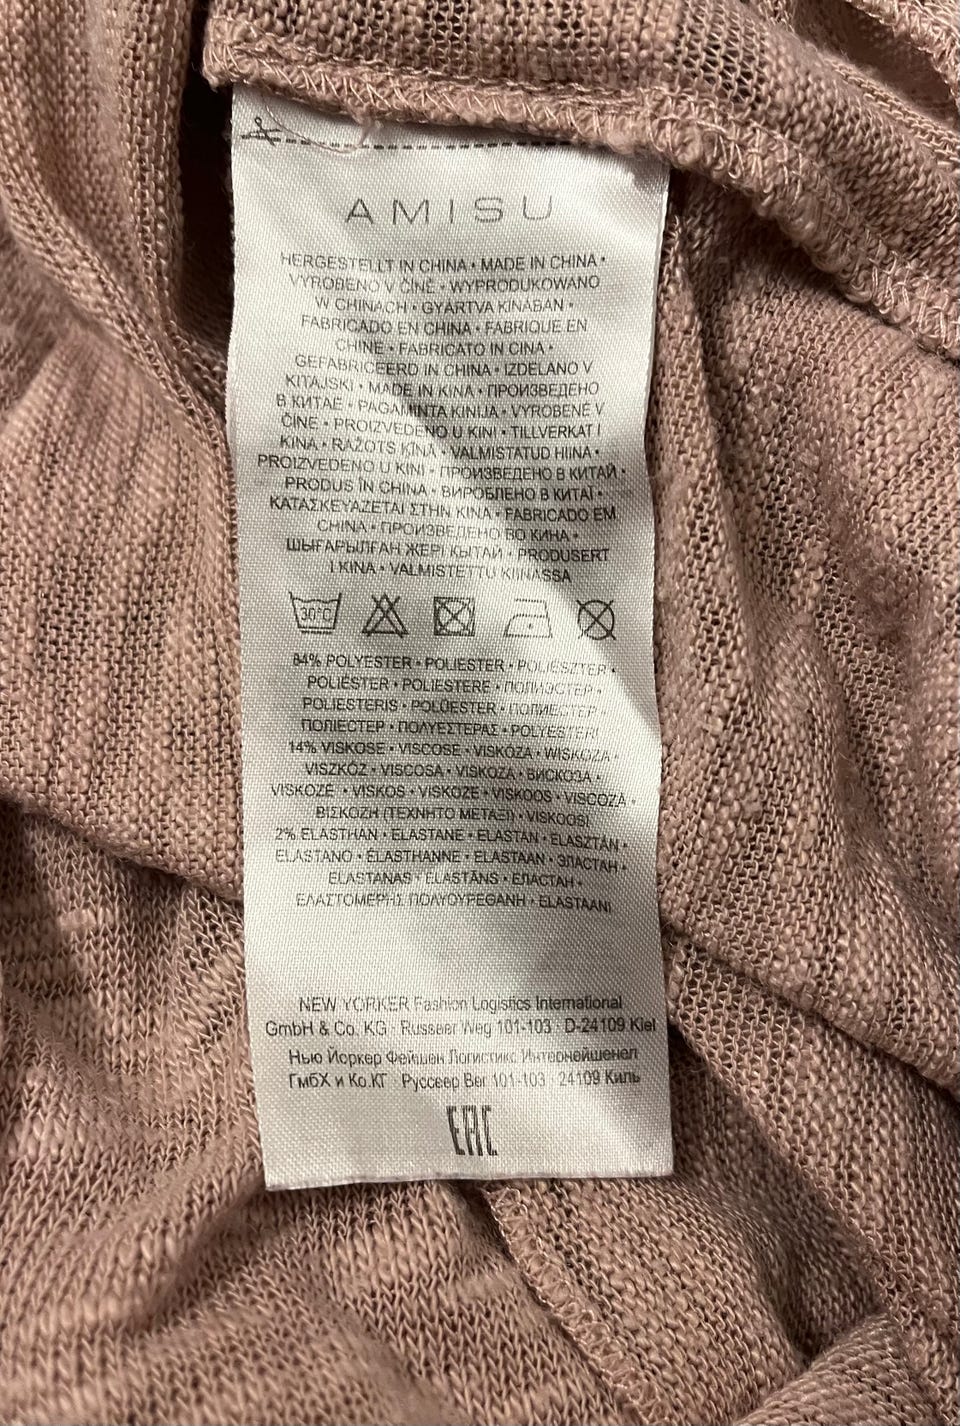 AMISU
HERGESTELLT IN CHINA • MADE IN CHINA •
VYROBENO V ČÍNĚ • WYPRODUKOWANO
W CHINACH • GYÁRTVA KÍNÁBAN •
FABRICADO EN CHINA • FABRIQUE EN
CHINE • FABRICATO IN CINA •
GEFABRICEERD IN CHINA • IZDELANO V
KITAJSKI • MADE IN KINA • ПРОИЗВЕДЕНО
В КИТАЕ • PAGAMINTA KINIJA • VYROBENÉ V
ČÍNE • PROIZVEDENO U KINI • TILLVERKAT I
KINA • RAŽOTS ĶĪNĀ • VALMISTATUD HIINA •
PROIZVEDENO U KINI • ПРОИЗВЕДЕНО В КИТАЙ •
PRODUS ÎN CHINA • ВИРОБЛЕНО В КИТАЇ •
ΚΑΤΑΣΚΕΥΑΖΕΤΑΙ ΣΤΗΝ ΚΙΝΑ • FABRICADO EM
CHINA • ПРОИЗВЕДЕНО ВО КИНА •
ШЫҒАРЫЛҒАН ЖЕРІ ҚЫТАЙ • PRODUSERT
I KINA • VALMISTETTU KIINASSA
30°C
84% POLYESTER • POLIESTER • POLIÉSZTER •
POLIÉSTER • POLIESTERE • ПОЛИЭСТЕР •
POLIESTERIS • POLÜESTER • ПОЛИЕСТЕР •
ПОЛІЕСТЕР • ΠΟΛΥΕΣΤΕΡΑΣ • POLYESTERI
14% VISKOSE • VISCOSE • VISKÓZA • WISKOZA •
VISZKÓZ • VISCOSA • VISKOZA • ВИСКОЗА •
VISKOZĖ • VISKOS • VISKOZE • VISKOOS • VISCOZA •
ΒΙΣΚΟΖΗ (ΤΕΧΝΗΤΟ ΜΕΤΑΞΙ) • VISKOOSI
2% ELASTHAN • ELASTANE • ELASTAN • ELASZTÁN •
ELASTANO • ÉLASTHANNE • ELASTAAN • ЭЛАСТАН •
ELASTANAS • ELASTĀNS • ЕЛАСТАН •
ΕΛΑΣΤΟΜΕΡΗΣ ΠΟΛΥΟΥΡΕΘΑΝΗ • ELASTAANI
NEW YORKER Fashion Logistics International
GmbH & Co. KG · Russeer Weg 101-103 · D-24109 Kiel
Нью Йоркер Фейшен Логистикс Интернейшенел
ГмбХ и Ко.КГ · Руссеер Вег 101-103 · 24109 Киль
EAC